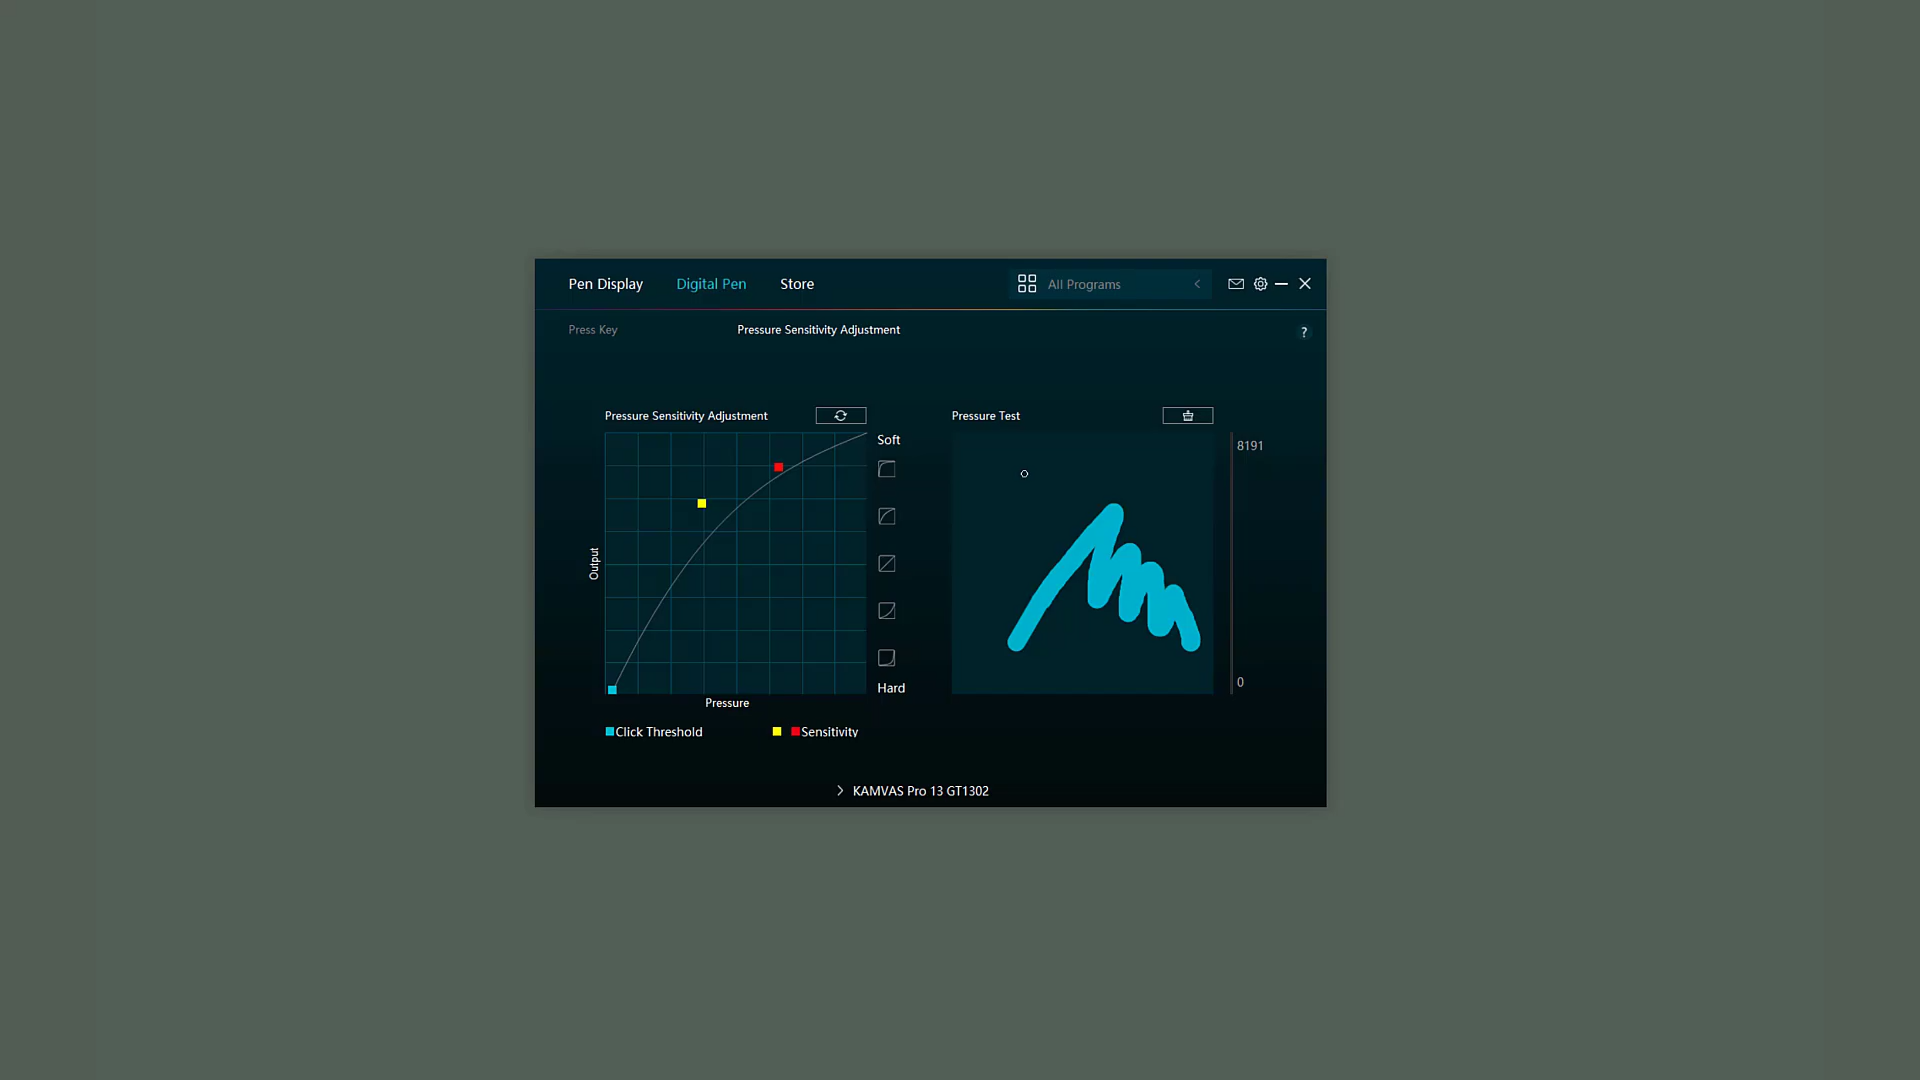 Pen Display
Digital Pen
Store
All Programs
Press Key
Pressure Sensitivity Adjustment
?
Pressure Sensitivity Adjustment
Pressure Test
Soft
8191
Output
Hard
0
Pressure
Click Threshold
Sensitivity
KAMVAS Pro 13 GT1302